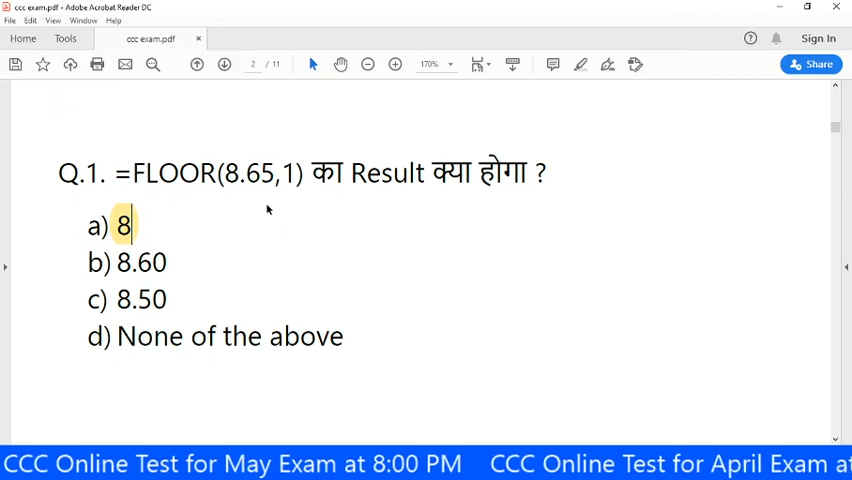 ccc exam.pdf - Adobe Acrobat Reader DC
File Edit View Window Help
Home Tools ccc exam.pdf × Sign In
2 / 11 170% Share
Q.1. =FLOOR(8.65,1) का Result क्या होगा ?
a) 8
b) 8.60
c) 8.50
d) None of the above
CCC Online Test for May Exam at 8:00 PM CCC Online Test for April Exam at